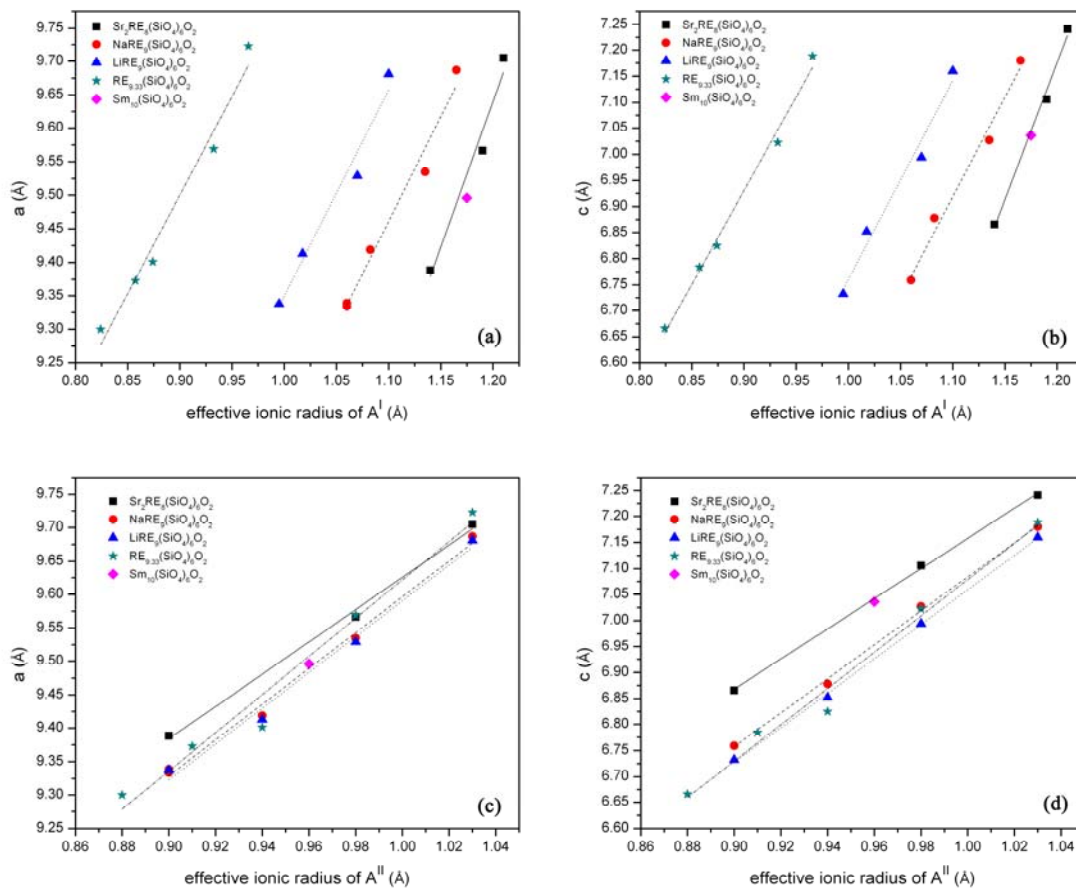 9.75
9.70
9.65
9.60
9.55
9.50
9.45
9.40
9.35
9.30
9.25
a (Å)
Sr₂RE₈(SiO₄)₆O₂
NaRE₉(SiO₄)₆O₂
LiRE₉(SiO₄)₆O₂
RE₉.₃₃(SiO₄)₆O₂
Sm₁₀(SiO₄)₆O₂
(a)
0.80 0.85 0.90 0.95 1.00 1.05 1.10 1.15 1.20
effective ionic radius of Aᴵ (Å)
7.25
7.20
7.15
7.10
7.05
7.00
6.95
6.90
6.85
6.80
6.75
6.70
6.65
6.60
c (Å)
Sr₂RE₈(SiO₄)₆O₂
NaRE₉(SiO₄)₆O₂
LiRE₉(SiO₄)₆O₂
RE₉.₃₃(SiO₄)₆O₂
Sm₁₀(SiO₄)₆O₂
(b)
0.80 0.85 0.90 0.95 1.00 1.05 1.10 1.15 1.20
effective ionic radius of Aᴵ (Å)
9.75
9.70
9.65
9.60
9.55
9.50
9.45
9.40
9.35
9.30
9.25
a (Å)
Sr₂RE₈(SiO₄)₆O₂
NaRE₉(SiO₄)₆O₂
LiRE₉(SiO₄)₆O₂
RE₉.₃₃(SiO₄)₆O₂
Sm₁₀(SiO₄)₆O₂
(c)
0.86 0.88 0.90 0.92 0.94 0.96 0.98 1.00 1.02 1.04
effective ionic radius of Aᴵᴵ (Å)
7.25
7.20
7.15
7.10
7.05
7.00
6.95
6.90
6.85
6.80
6.75
6.70
6.65
6.60
c (Å)
Sr₂RE₈(SiO₄)₆O₂
NaRE₉(SiO₄)₆O₂
LiRE₉(SiO₄)₆O₂
RE₉.₃₃(SiO₄)₆O₂
Sm₁₀(SiO₄)₆O₂
(d)
0.86 0.88 0.90 0.92 0.94 0.96 0.98 1.00 1.02 1.04
effective ionic radius of Aᴵᴵ (Å)